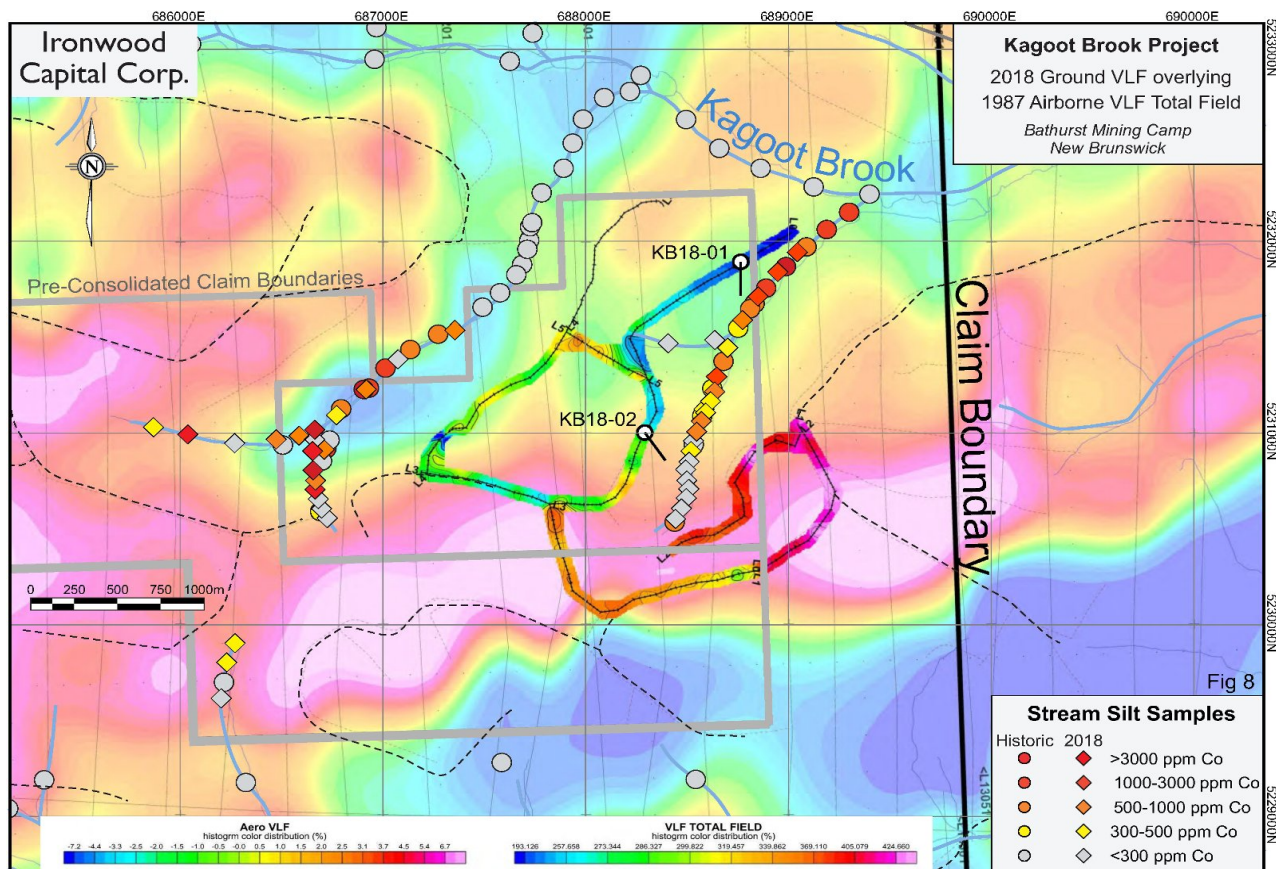 686000E 687000E 688000E 689000E 690000E 690000E
Ironwood
Capital Corp.
Kagoot Brook Project
2018 Ground VLF overlying
1987 Airborne VLF Total Field
Bathurst Mining Camp
New Brunswick
5233000N
N
Kagoot Brook
5232000N
KB18-01
Pre-Consolidated Claim Boundaries
Claim Boundary
L5
KB18-02
5231000N
L3
0 250 500 750 1000m
5230000N
Fig 8
Stream Silt Samples
Historic 2018
>3000 ppm Co
1000-3000 ppm Co
500-1000 ppm Co
300-500 ppm Co
<300 ppm Co
<L1305
5229000N
Aero VLF
histogrm color distribution (%)
-7.2 -4.4 -3.3 -2.5 -1.5 -1.0 -0.5 0.0 0.5 1.0 1.5 2.0 2.5 3.1 3.7 4.5 5.4 6.7
VLF TOTAL FIELD
histogrm color distribution (%)
193.126 257.658 273.344 286.327 299.822 319.457 339.862 369.110 405.079 424.660